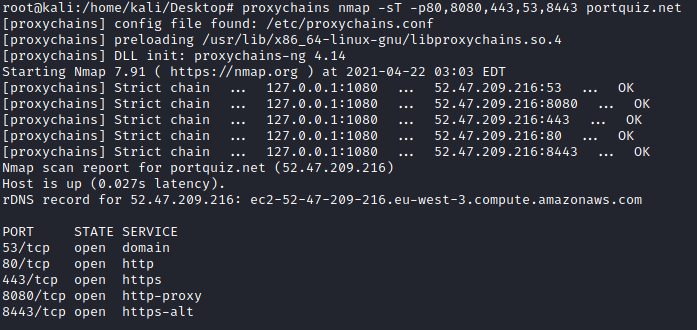 root@kali:/home/kali/Desktop# proxychains nmap -sT -p80,8080,443,53,8443 portquiz.net
[proxychains] config file found: /etc/proxychains.conf
[proxychains] preloading /usr/lib/x86_64-linux-gnu/libproxychains.so.4
[proxychains] DLL init: proxychains-ng 4.14
Starting Nmap 7.91 ( https://nmap.org ) at 2021-04-22 03:03 EDT
[proxychains] Strict chain  ...  127.0.0.1:1080  ...  52.47.209.216:53  ...  OK
[proxychains] Strict chain  ...  127.0.0.1:1080  ...  52.47.209.216:8080  ...  OK
[proxychains] Strict chain  ...  127.0.0.1:1080  ...  52.47.209.216:443  ...  OK
[proxychains] Strict chain  ...  127.0.0.1:1080  ...  52.47.209.216:80  ...  OK
[proxychains] Strict chain  ...  127.0.0.1:1080  ...  52.47.209.216:8443  ...  OK
Nmap scan report for portquiz.net (52.47.209.216)
Host is up (0.027s latency).
rDNS record for 52.47.209.216: ec2-52-47-209-216.eu-west-3.compute.amazonaws.com
PORT     STATE SERVICE
53/tcp   open  domain
80/tcp   open  http
443/tcp  open  https
8080/tcp open  http-proxy
8443/tcp open  https-alt